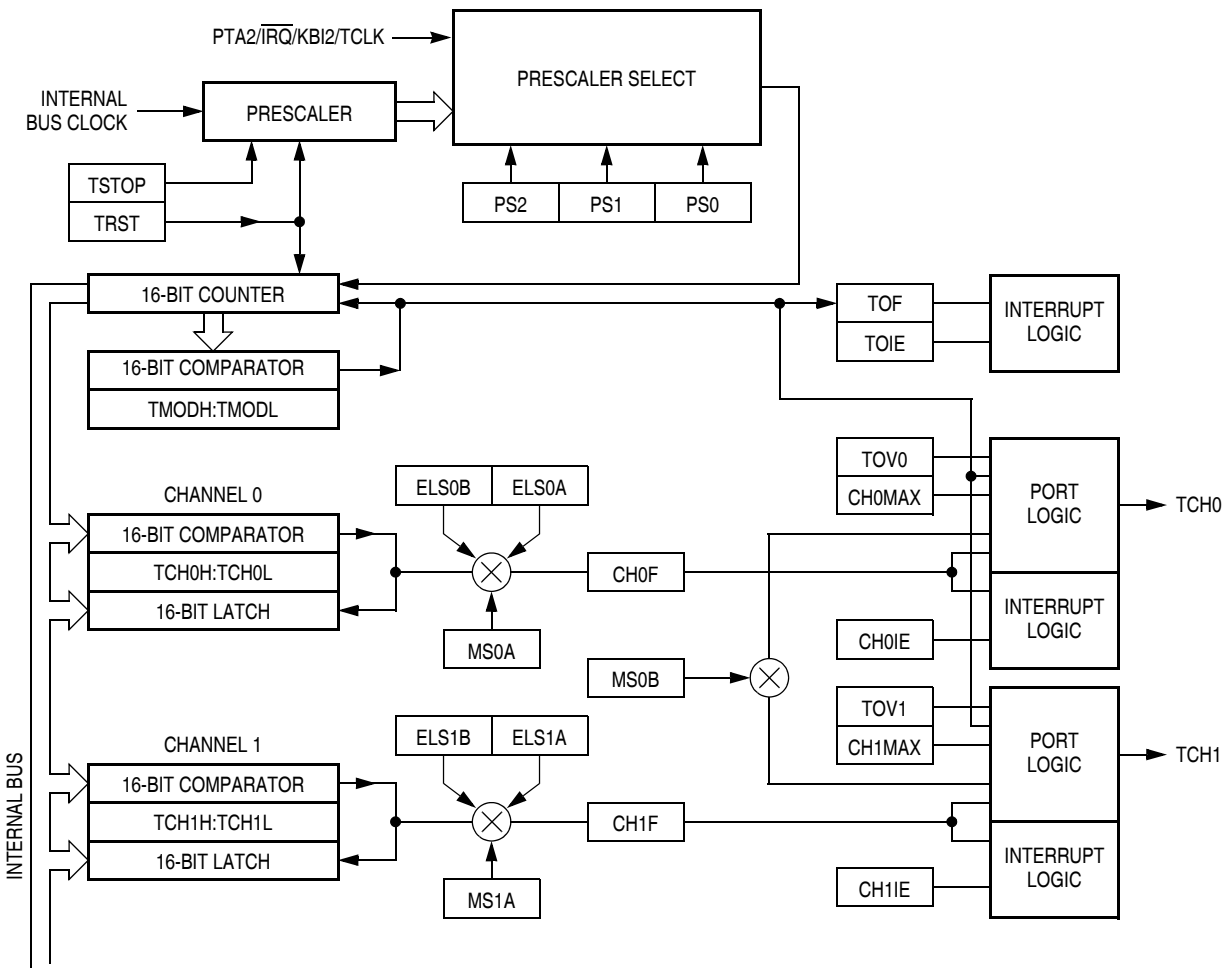 PTA2/IRQ/KBI2/TCLK
PRESCALER SELECT
INTERNAL
BUS CLOCK
PRESCALER
TSTOP
TRST
PS2
PS1
PS0
16-BIT COUNTER
TOF
TOIE
INTERRUPT
LOGIC
16-BIT COMPARATOR
TMODH:TMODL
TOV0
CH0MAX
PORT
LOGIC
TCH0
CHANNEL 0
ELS0B
ELS0A
16-BIT COMPARATOR
TCH0H:TCH0L
16-BIT LATCH
CH0F
MS0A
INTERRUPT
LOGIC
CH0IE
MS0B
TOV1
CH1MAX
PORT
LOGIC
TCH1
CHANNEL 1
ELS1B
ELS1A
16-BIT COMPARATOR
TCH1H:TCH1L
16-BIT LATCH
CH1F
MS1A
INTERRUPT
LOGIC
CH1IE
INTERNAL BUS